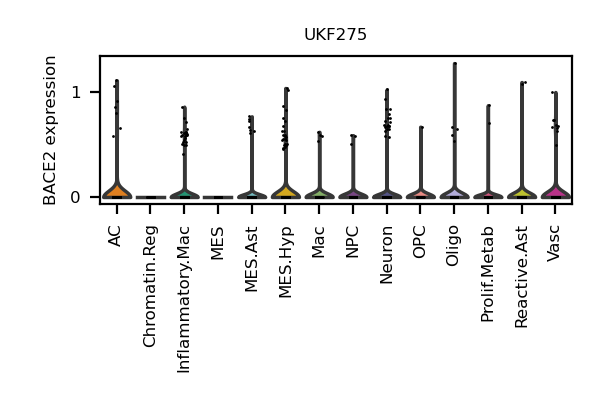 UKF275
BACE2 expression
1
0
AC
Chromatin.Reg
Inflammatory.Mac
MES
MES.Ast
MES.Hyp
Mac
NPC
Neuron
OPC
Oligo
Prolif.Metab
Reactive.Ast
Vasc